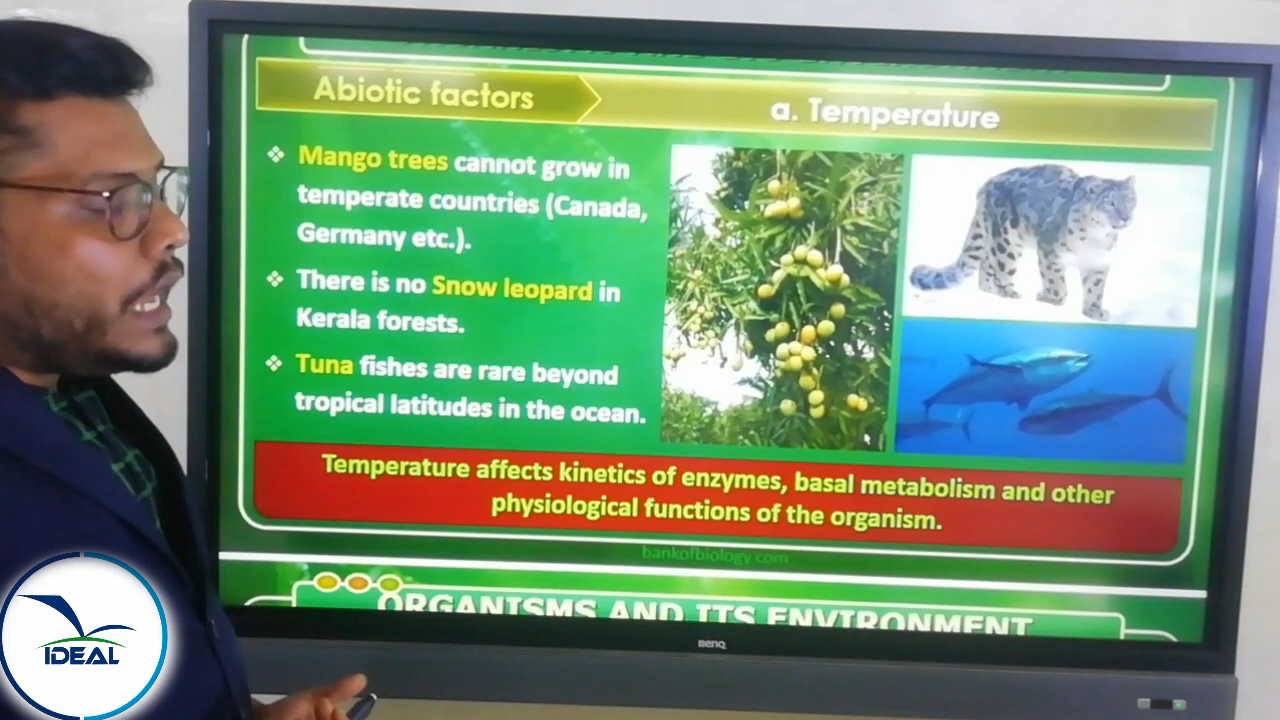 Abiotic factors
a. Temperature
❖ Mango trees cannot grow in
temperate countries (Canada,
Germany etc.).
❖ There is no Snow leopard in
Kerala forests.
❖ Tuna fishes are rare beyond
tropical latitudes in the ocean.
Temperature affects kinetics of enzymes, basal metabolism and other
physiological functions of the organism.
bankofbiology.com
ORGANISMS AND ITS ENVIRONMENT
BenQ
IDEAL